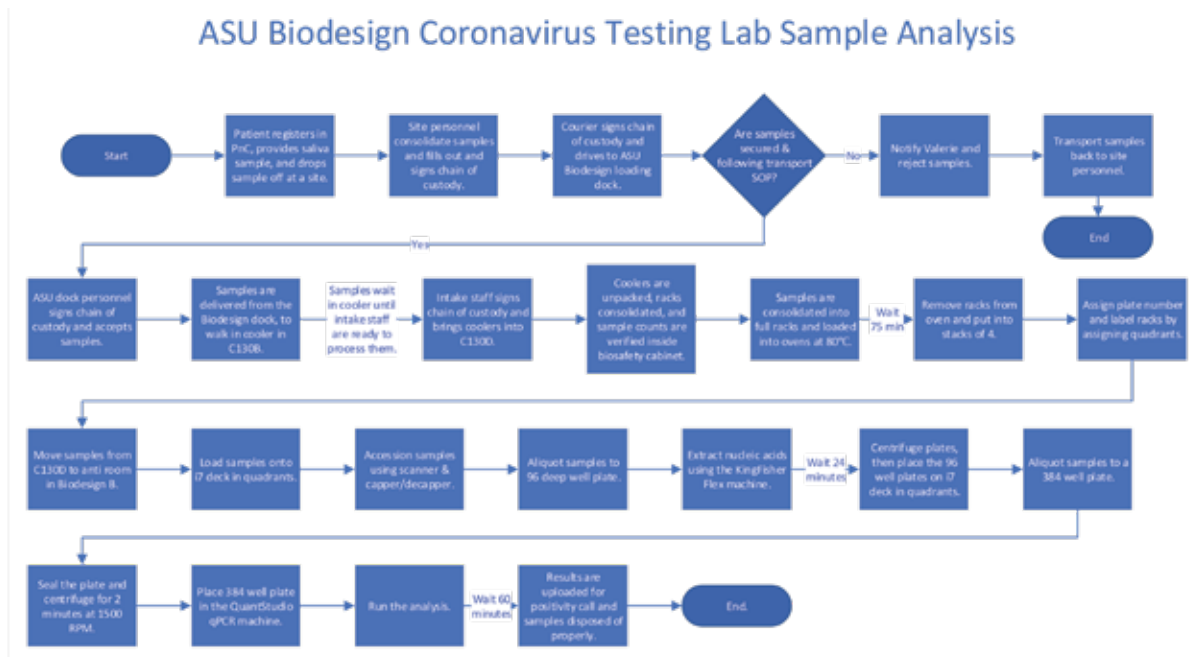 ASU Biodesign Coronavirus Testing Lab Sample Analysis
Start
Patient registers in
PnC, provides saliva
sample, and drops
sample off at a site.
Site personnel
consolidate samples
and fills out and
signs chain of
custody.
Courier signs chain
of custody and
drives to ASU
Biodesign loading
dock.
Are samples
secured &
following transport
SOP?
No
Notify Valerie and
reject samples.
Transport samples
back to site
personnel.
End
Yes
ASU dock personnel
signs chain of
custody and accepts
samples.
Samples are
delivered from the
Biodesign dock, to
walk in cooler in
C130B.
Samples wait
in cooler until
intake staff
are ready to
process them.
Intake staff signs
chain of custody and
brings coolers into
C130D.
Coolers are
unpacked, racks
consolidated, and
sample counts are
verified inside
biosafety cabinet.
Samples are
consolidated into
full racks and loaded
into ovens at 80°C.
Wait
75 min
Remove racks from
oven and put into
stacks of 4.
Assign plate number
and label racks by
assigning quadrants.
Move samples from
C130D to anti room
in Biodesign B.
Load samples onto
i7 deck in quadrants.
Accession samples
using scanner &
capper/decapper.
Aliquot samples to
96 deep well plate.
Extract nucleic acids
using the KingFisher
Flex machine.
Wait 24
minutes
Centrifuge plates,
then place the 96
well plates on i7
deck in quadrants.
Aliquot samples to a
384 well plate.
Seal the plate and
centrifuge for 2
minutes at 1500
RPM.
Place 384 well plate
in the QuantStudio
qPCR machine.
Run the analysis.
Wait 60
minutes
Results are
uploaded for
positivity call and
samples disposed of
properly.
End.